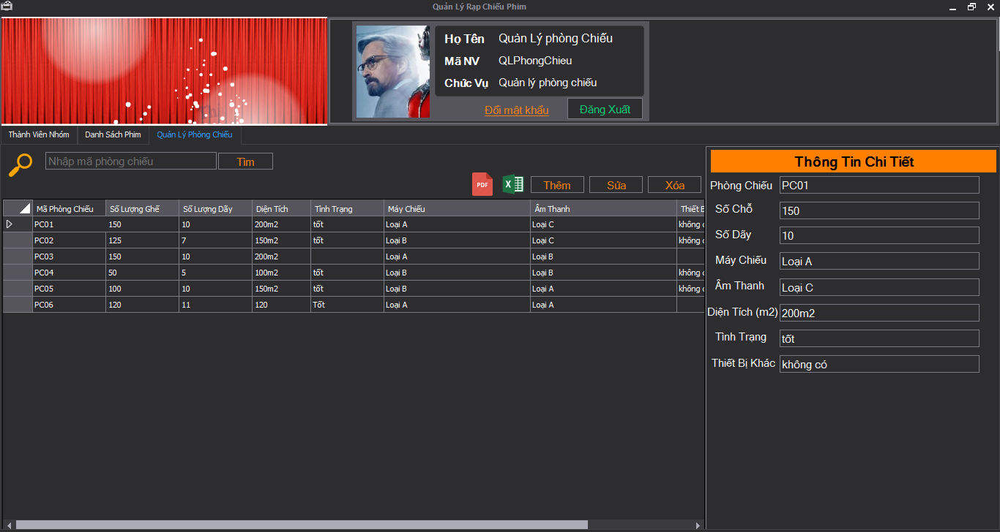 Quản Lý Rạp Chiếu Phim
Họ Tên Quản Lý phòng Chiếu
Mã NV QLPhongChieu
Chức Vụ Quản lý phòng chiếu
Đổi mật khẩu Đăng Xuất
Thành Viên Nhóm Danh Sách Phim Quản Lý Phòng Chiếu
Nhập mã phòng chiếu Tìm
PDF X Thêm Sửa Xóa
Mã Phòng Chiếu Số Lượng Ghế Số Lượng Dãy Diện Tích Tình Trạng Máy Chiếu Âm Thanh Thiết B
PC01 150 10 200m2 tốt Loại A Loại C không c
PC02 125 7 150m2 tốt Loại B Loại C không c
PC03 150 10 200m2 Loại A Loại B
PC04 50 5 100m2 tốt Loại B Loại B không c
PC05 100 10 150m2 tốt Loại B Loại A không c
PC06 120 11 120 Tốt Loại A Loại A
Thông Tin Chi Tiết
Phòng Chiếu PC01
Số Chỗ 150
Số Dãy 10
Máy Chiếu Loại A
Âm Thanh Loại C
Diện Tích (m2) 200m2
Tình Trạng tốt
Thiết Bị Khác không có